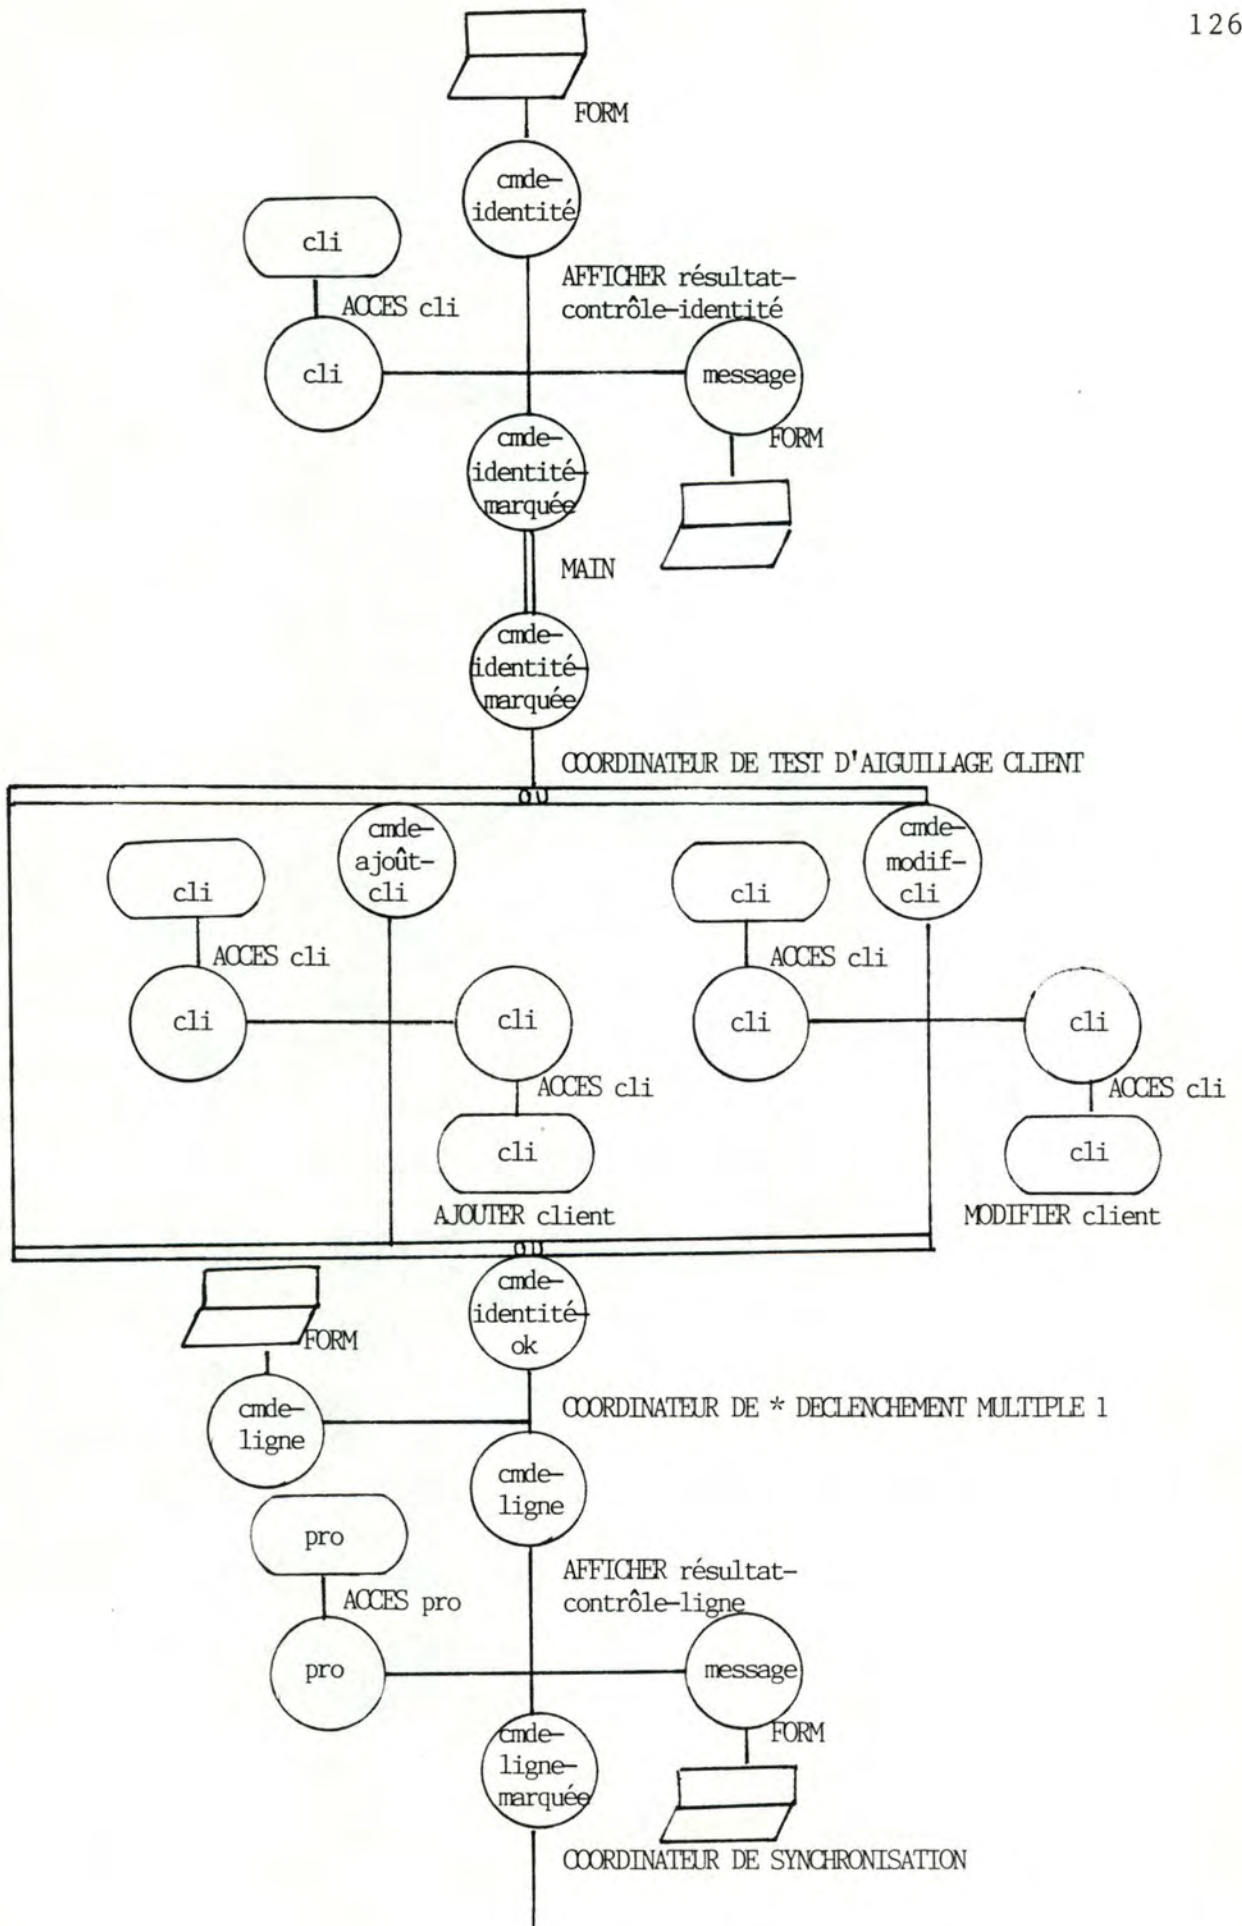 126
FORM
cmde-
identité
cli
AFFICHER résultat-
contrôle-identité
ACCES cli
cli
message
FORM
cmde-
identité-
marquée
MAIN
cmde-
identité-
marquée
COORDINATEUR DE TEST D'AIGUILLAGE CLIENT
OU
cmde-
ajoût-
cli
cmde-
modif-
cli
cli
cli
ACCES cli
ACCES cli
cli
cli
cli
cli
ACCES cli
ACCES cli
cli
cli
AJOUTER client
MODIFIER client
OU
cmde-
identité-
ok
FORM
COORDINATEUR DE * DECLENCHEMENT MULTIPLE 1
cmde-
ligne
cmde-
ligne
pro
AFFICHER résultat-
contrôle-ligne
ACCES pro
pro
message
FORM
cmde-
ligne-
marquée
COORDINATEUR DE SYNCHRONISATION